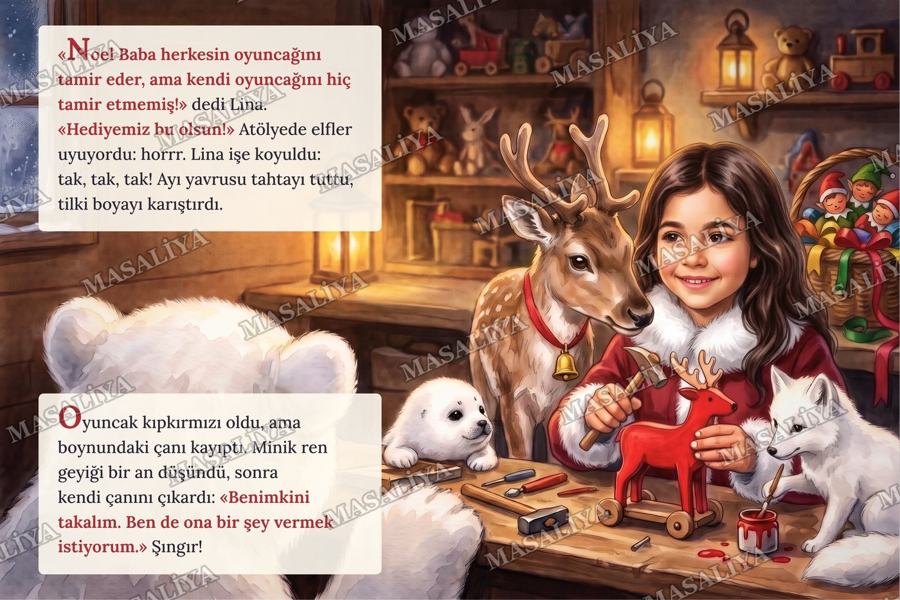 «Noel Baba herkesin oyuncağını
tamir eder, ama kendi oyuncağını hiç
tamir etmemiş!» dedi Lina.
«Hediyemiz bu olsun!» Atölyede elfler
uyuyordu: horrr. Lina işe koyuldu:
tak, tak, tak! Ayı yavrusu tahtayı tuttu,
tilki boyayı karıştırdı.
Oyuncak kıpkırmızı oldu, ama
boynundaki çanı kayıptı. Minik ren
geyiği bir an düşündü, sonra
kendi çanını çıkardı: «Benimkini
takalım. Ben de ona bir şey vermek
istiyorum.» Şıngır!
MASALİYA